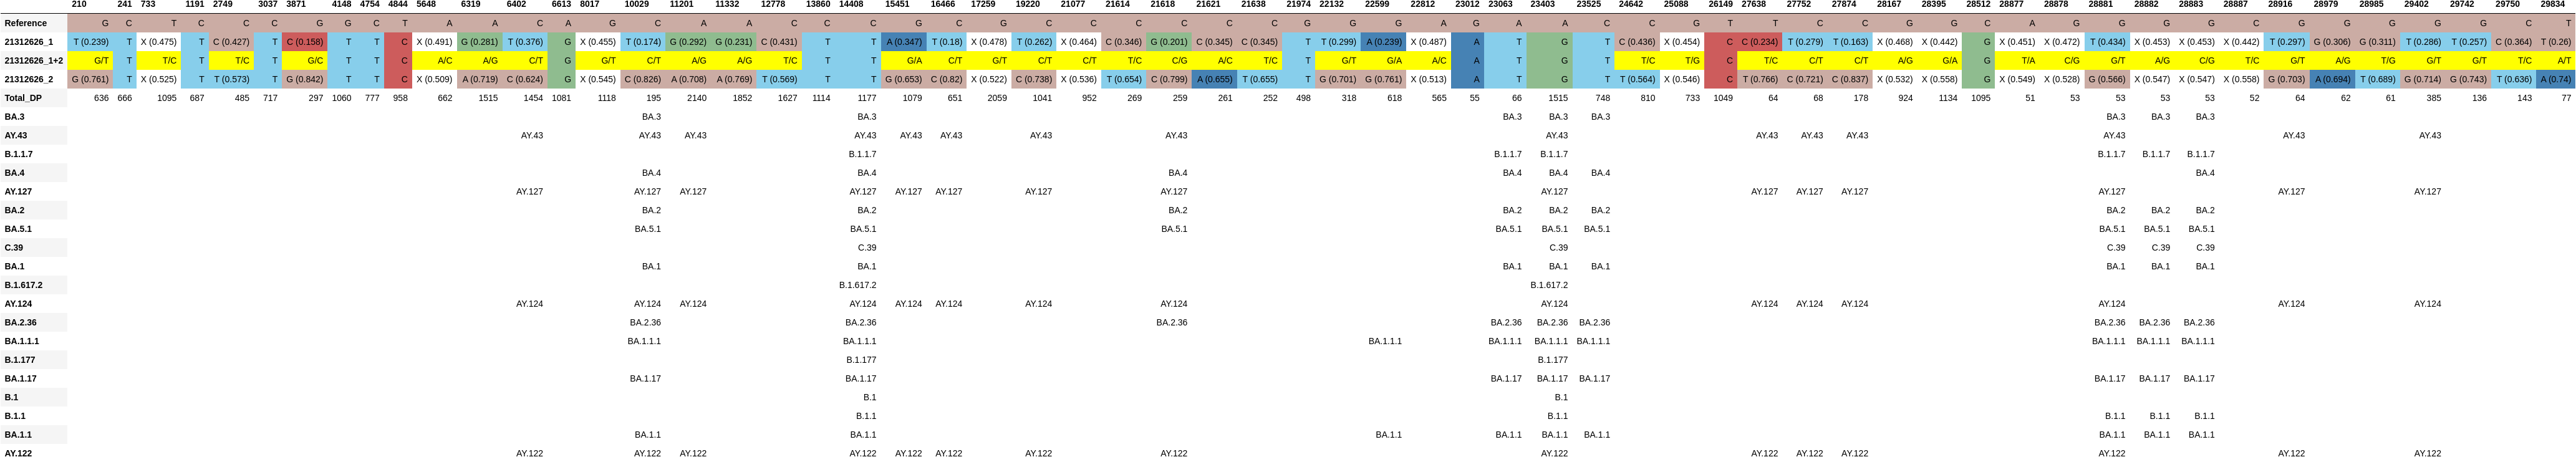 210 241 733 1191 2749 3037 3871 4148 4754 4844 5648 6319 6402 6613 8017 10029 11201 11332 12778 13860 14408 15451 16466 17259 19220 21077 21614 21618 21621 21638 21974 22132 22599 22812 23012 23063 23403 23525 24642 25088 26149 27638 27752 27874 28167 28395 28512 28877 28878 28881 28882 28883 28887 28916 28979 28985 29402 29742 29750 29834
Reference G C T C C C G G C T A A C A G C A A C C C G C G C C C C C C C G G A G A A C C G T T C C G G C A G G G G C G G G G G C T
21312626_1 T (0.239) T X (0.475) T C (0.427) T C (0.158) T T C X (0.491) G (0.281) T (0.376) G X (0.455) T (0.174) G (0.292) G (0.231) C (0.431) T T A (0.347) T (0.18) X (0.478) T (0.262) X (0.464) C (0.346) G (0.201) C (0.345) C (0.345) T T (0.299) A (0.239) X (0.487) A T G T C (0.436) X (0.454) C C (0.234) T (0.279) T (0.163) X (0.468) X (0.442) G X (0.451) X (0.472) T (0.434) X (0.453) X (0.453) X (0.442) T (0.297) G (0.306) G (0.311) T (0.286) T (0.257) C (0.364) T (0.26)
21312626_1+2 G/T T T/C T T/C T G/C T T C A/C A/G C/T G G/T C/T A/G A/G T/C T T G/A C/T G/T C/T C/T T/C C/G A/C T/C T G/T G/A A/C A T G T T/C T/G C T/C C/T C/T A/G G/A G T/A C/G G/T A/G C/G T/C G/T A/G T/G G/T G/T T/C A/T
21312626_2 G (0.761) T X (0.525) T T (0.573) T G (0.842) T T C X (0.509) A (0.719) C (0.624) G X (0.545) C (0.826) A (0.708) A (0.769) T (0.569) T T G (0.653) C (0.82) X (0.522) C (0.738) X (0.536) T (0.654) C (0.799) A (0.655) T (0.655) T G (0.701) G (0.761) X (0.513) A T G T T (0.564) X (0.546) C T (0.766) C (0.721) C (0.837) X (0.532) X (0.558) G X (0.549) X (0.528) G (0.566) X (0.547) X (0.547) X (0.558) G (0.703) A (0.694) T (0.689) G (0.714) G (0.743) T (0.636) A (0.74)
Total_DP 636 666 1095 687 485 717 297 1060 777 958 662 1515 1454 1081 1118 195 2140 1852 1627 1114 1177 1079 651 2059 1041 952 269 259 261 252 498 318 618 565 55 66 1515 748 810 733 1049 64 68 178 924 1134 1095 51 53 53 53 53 52 64 62 61 385 136 143 77
BA.3 BA.3 BA.3 BA.3 BA.3 BA.3 BA.3 BA.3 BA.3
AY.43 AY.43 AY.43 AY.43 AY.43 AY.43 AY.43 AY.43 AY.43 AY.43 AY.43 AY.43 AY.43 AY.43 AY.43 AY.43
B.1.1.7 B.1.1.7 B.1.1.7 B.1.1.7 B.1.1.7 B.1.1.7 B.1.1.7
BA.4 BA.4 BA.4 BA.4 BA.4 BA.4 BA.4 BA.4
AY.127 AY.127 AY.127 AY.127 AY.127 AY.127 AY.127 AY.127 AY.127 AY.127 AY.127 AY.127 AY.127 AY.127 AY.127 AY.127
BA.2 BA.2 BA.2 BA.2 BA.2 BA.2 BA.2 BA.2 BA.2 BA.2
BA.5.1 BA.5.1 BA.5.1 BA.5.1 BA.5.1 BA.5.1 BA.5.1 BA.5.1 BA.5.1 BA.5.1
C.39 C.39 C.39 C.39 C.39 C.39
BA.1 BA.1 BA.1 BA.1 BA.1 BA.1 BA.1 BA.1 BA.1
B.1.617.2 B.1.617.2 B.1.617.2
AY.124 AY.124 AY.124 AY.124 AY.124 AY.124 AY.124 AY.124 AY.124 AY.124 AY.124 AY.124 AY.124 AY.124 AY.124 AY.124
BA.2.36 BA.2.36 BA.2.36 BA.2.36 BA.2.36 BA.2.36 BA.2.36 BA.2.36 BA.2.36 BA.2.36
BA.1.1.1 BA.1.1.1 BA.1.1.1 BA.1.1.1 BA.1.1.1 BA.1.1.1 BA.1.1.1 BA.1.1.1 BA.1.1.1 BA.1.1.1
B.1.177 B.1.177 B.1.177
BA.1.17 BA.1.17 BA.1.17 BA.1.17 BA.1.17 BA.1.17 BA.1.17 BA.1.17 BA.1.17
B.1 B.1 B.1
B.1.1 B.1.1 B.1.1 B.1.1 B.1.1 B.1.1
BA.1.1 BA.1.1 BA.1.1 BA.1.1 BA.1.1 BA.1.1 BA.1.1 BA.1.1 BA.1.1 BA.1.1
AY.122 AY.122 AY.122 AY.122 AY.122 AY.122 AY.122 AY.122 AY.122 AY.122 AY.122 AY.122 AY.122 AY.122 AY.122 AY.122